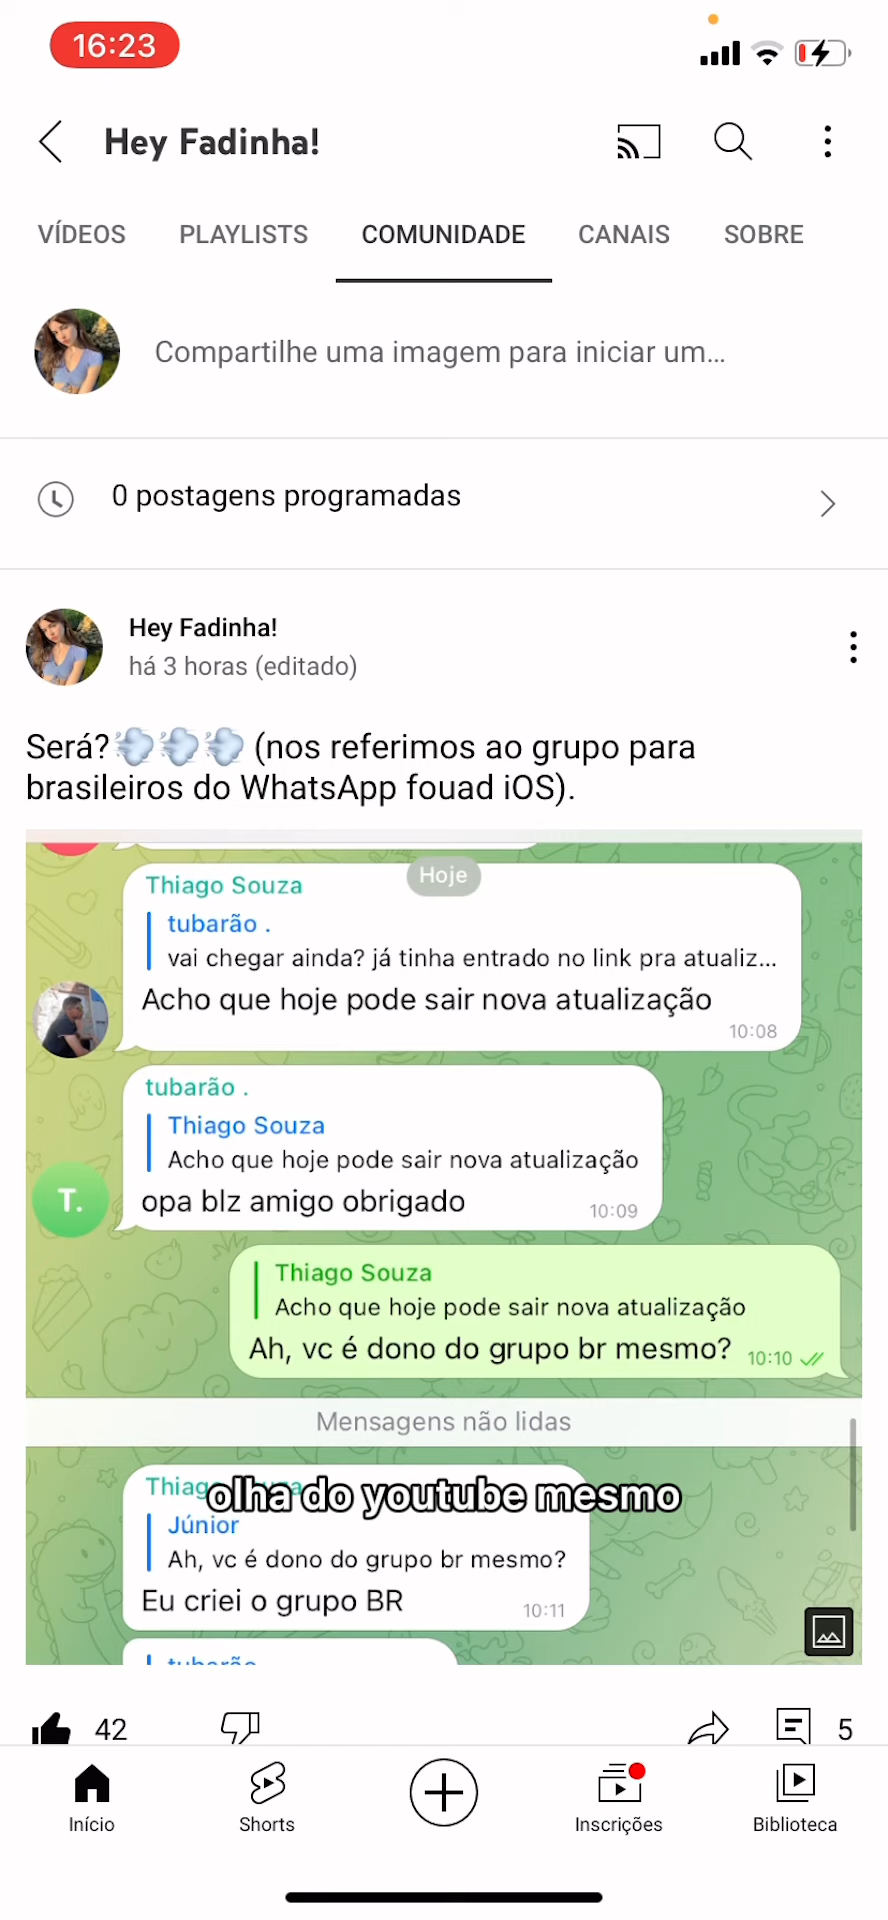 16:23
Hey Fadinha!
VÍDEOS PLAYLISTS COMUNIDADE CANAIS SOBRE
Compartilhe uma imagem para iniciar um...
0 postagens programadas
Hey Fadinha!
há 3 horas (editado)
Será?💨💨💨 (nos referimos ao grupo para
brasileiros do WhatsApp fouad iOS).
Hoje
Thiago Souza
tubarão .
vai chegar ainda? já tinha entrado no link pra atualiz...
Acho que hoje pode sair nova atualização
10:08
tubarão .
Thiago Souza
Acho que hoje pode sair nova atualização
T.
opa blz amigo obrigado
10:09
Thiago Souza
Acho que hoje pode sair nova atualização
Ah, vc é dono do grupo br mesmo?
10:10
Mensagens não lidas
olha do youtube mesmo
Júnior
Ah, vc é dono do grupo br mesmo?
Eu criei o grupo BR
10:11
42 5
Início Shorts Inscrições Biblioteca